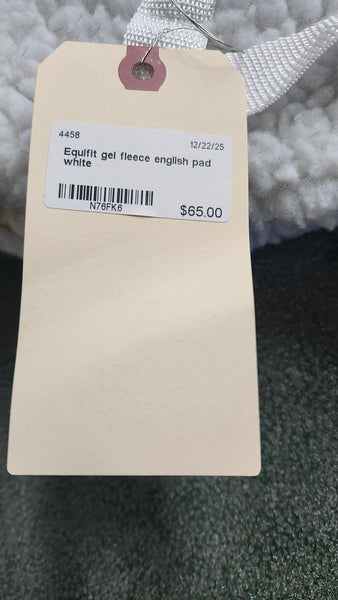 4458
12/22/25
Equifit gel fleece english pad
white
N76FK6
$65.00